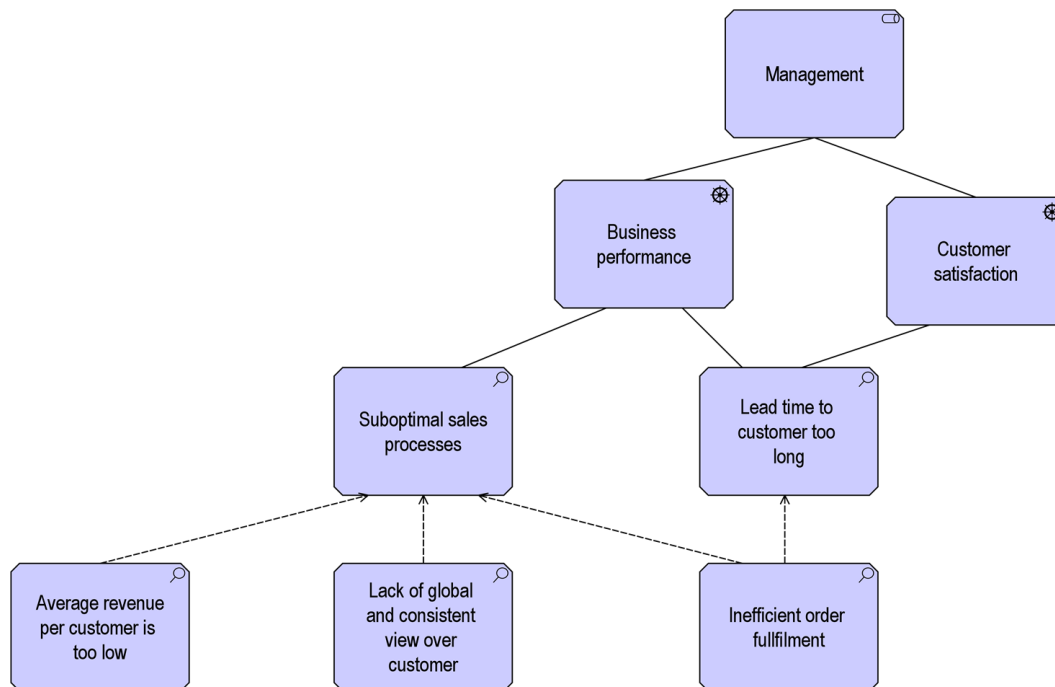 Management
Business
performance
Customer
satisfaction
Suboptimal sales
processes
Lead time to
customer too
long
Average revenue
per customer is
too low
Lack of global
and consistent
view over
customer
Inefficient order
fullfilment